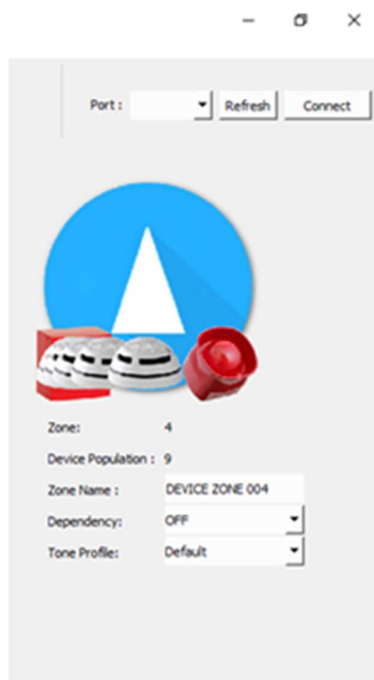 Port : Refresh Connect
Zone: 4
Device Population : 9
Zone Name : DEVICE ZONE 004
Dependency: OFF
Tone Profile: Default